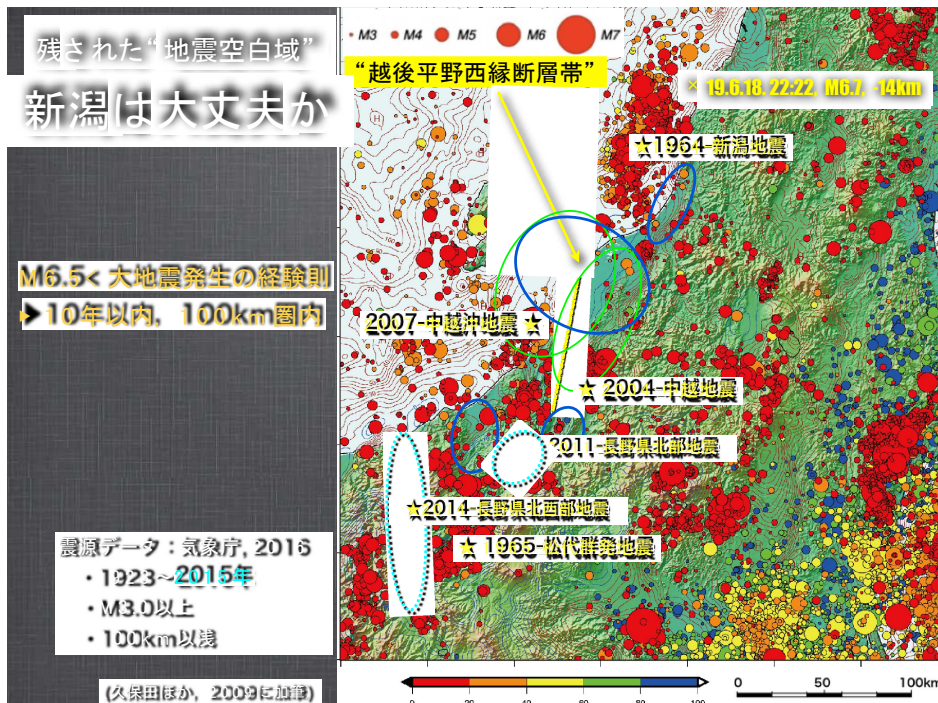 残された“地震空白域”
新潟は大丈夫か
M6.5< 大地震発生の経験則
10年以内，100km圏内
震源データ：気象庁, 2016
・1923～2015年
・M3.0以上
・100km以浅
(久保田ほか，2009に加筆)
M3 M4 M5 M6 M7
“越後平野西縁断層帯”
× 19.6.18. 22:22, M6.7, -14km
★1964-新潟地震
2007-中越沖地震 ★
★ 2004-中越地震
2011-長野県北部地震
★2014-長野県北西部地震
★ 1965-松代群発地震
0 20 40 60 80 100
0 50 100km